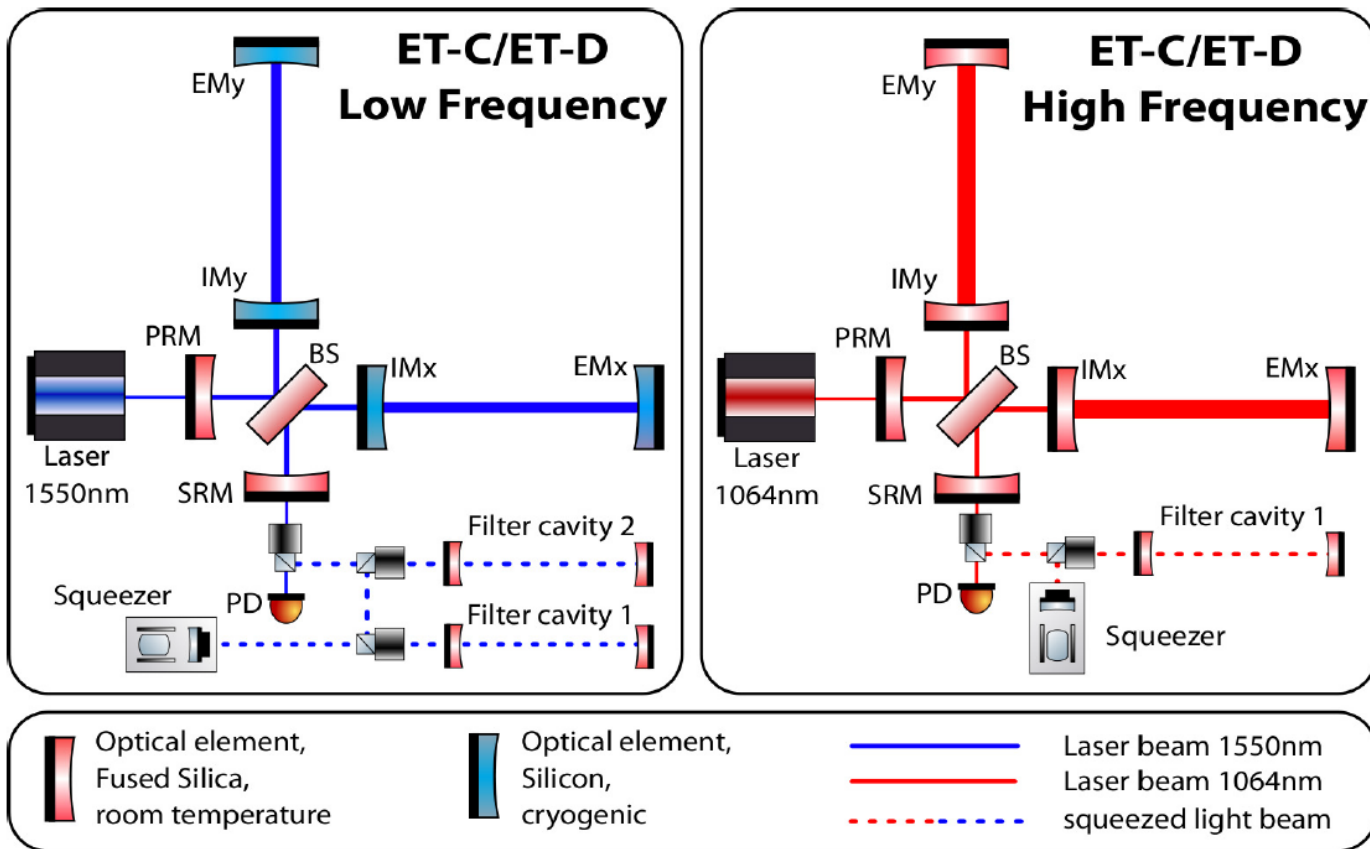 ET-C/ET-D
Low Frequency
EMy
IMy
PRM
BS
IMx
EMx
Laser
1550nm
SRM
Filter cavity 2
Squeezer
PD
Filter cavity 1
ET-C/ET-D
High Frequency
EMy
IMy
PRM
BS
IMx
EMx
Laser
1064nm
SRM
Filter cavity 1
PD
Squeezer
Optical element,
Fused Silica,
room temperature
Optical element,
Silicon,
cryogenic
Laser beam 1550nm
Laser beam 1064nm
squeezed light beam